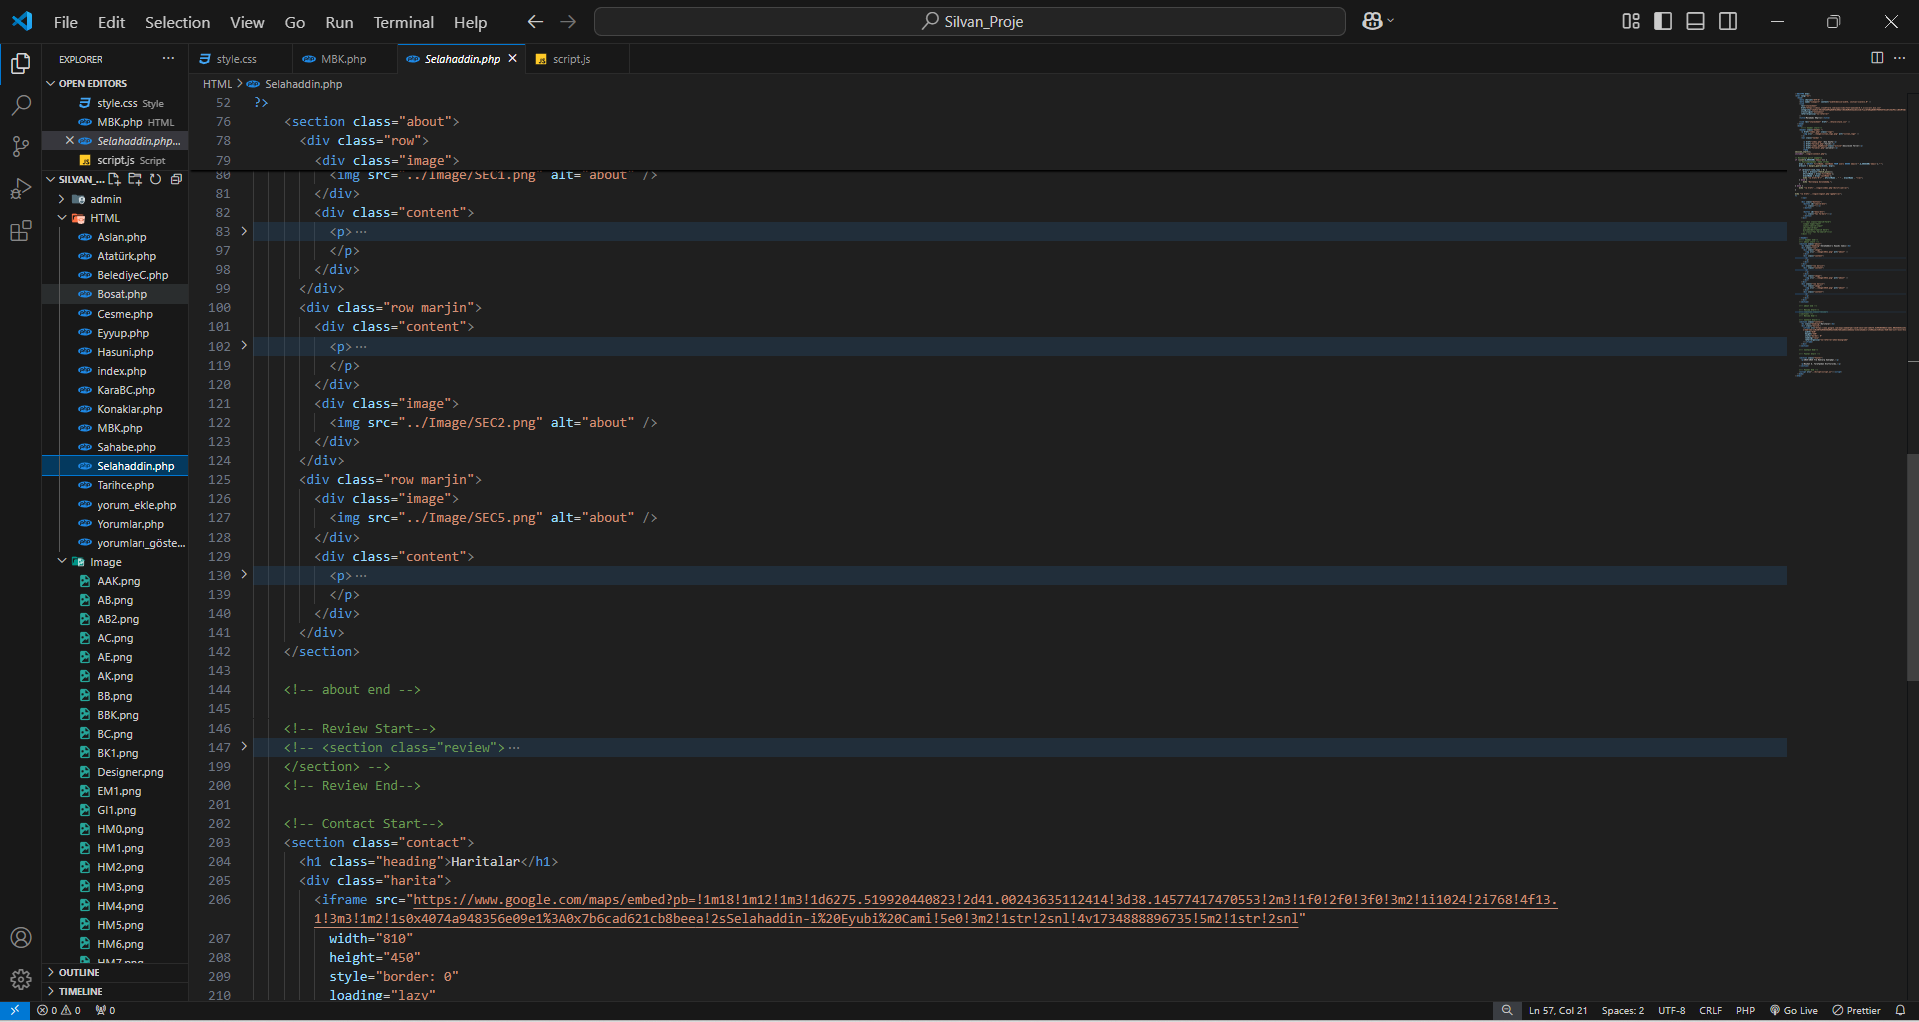 File Edit Selection View Go Run Terminal Help
Silvan_Proje
EXPLORER
OPEN EDITORS
style.css Style
MBK.php HTML
Selahaddin.php...
script.js Script
SILVAN_...
admin
HTML
Aslan.php
Atatürk.php
BelediyeC.php
Bosat.php
Cesme.php
Eyyup.php
Hasuni.php
index.php
KaraBC.php
Konaklar.php
MBK.php
Sahabe.php
Selahaddin.php
Tarihce.php
yorum_ekle.php
Yorumlar.php
yorumları_göste...
Image
AAK.png
AB.png
AB2.png
AC.png
AE.png
AK.png
BB.png
BBK.png
BC.png
BK1.png
Designer.png
EM1.png
GI1.png
HM0.png
HM1.png
HM2.png
HM3.png
HM4.png
HM5.png
HM6.png
HM7.png
OUTLINE
TIMELINE
style.css MBK.php Selahaddin.php script.js
HTML > Selahaddin.php
52 ?>
76 <section class="about">
78 <div class="row">
79 <div class="image">
80 <img src="../Image/SEC1.png" alt="about" />
81 </div>
82 <div class="content">
83 <p>...
97 </p>
98 </div>
99 </div>
100 <div class="row marjin">
101 <div class="content">
102 <p>...
119 </p>
120 </div>
121 <div class="image">
122 <img src="../Image/SEC2.png" alt="about" />
123 </div>
124 </div>
125 <div class="row marjin">
126 <div class="image">
127 <img src="../Image/SEC5.png" alt="about" />
128 </div>
129 <div class="content">
130 <p>...
139 </p>
140 </div>
141 </div>
142 </section>
143
144 <!-- about end -->
145
146 <!-- Review Start-->
147 <!-- <section class="review">...
199 </section> -->
200 <!-- Review End-->
201
202 <!-- Contact Start-->
203 <section class="contact">
204 <h1 class="heading">Haritalar</h1>
205 <div class="harita">
206 <iframe src="https://www.google.com/maps/embed?pb=!1m18!1m12!1m3!1d6275.519920440823!2d41.00243635112414!3d38.14577417470553!2m3!1f0!2f0!3f0!3m2!1i1024!2i768!4f13.
1!3m3!1m2!1s0x4074a948356e09e1%3A0x7b6cad621cb8beea!2sSelahaddin-i%20Eyubi%20Cami!5e0!3m2!1str!2snl!4v1734888896735!5m2!1str!2snl"
207 width="810"
208 height="450"
209 style="border: 0"
210 loading="lazy"
0 0 0
Ln 57, Col 21 Spaces: 2 UTF-8 CRLF PHP Go Live Prettier